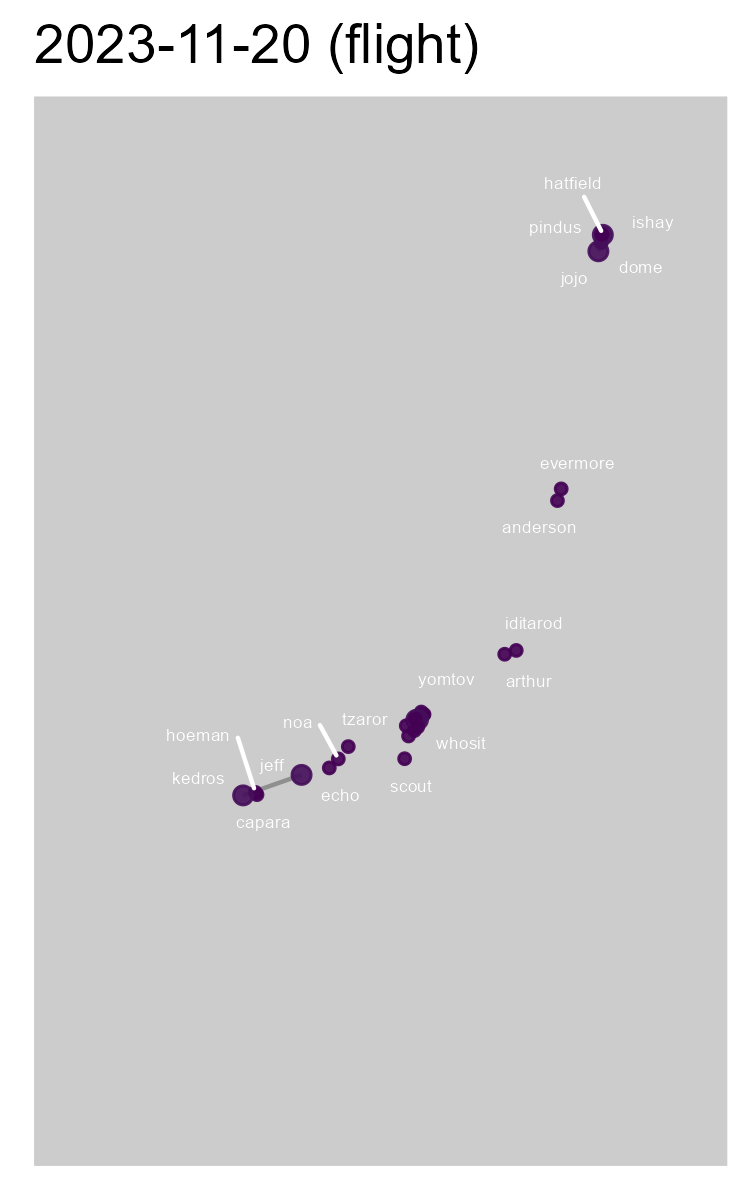 2023-11-20 (flight)
hatfield
pindus
ishay
dome
jojo
evermore
anderson
iditarod
arthur
yomtov
tzaror
noa
whosit
hoeman
jeff
kedros
scout
echo
capara